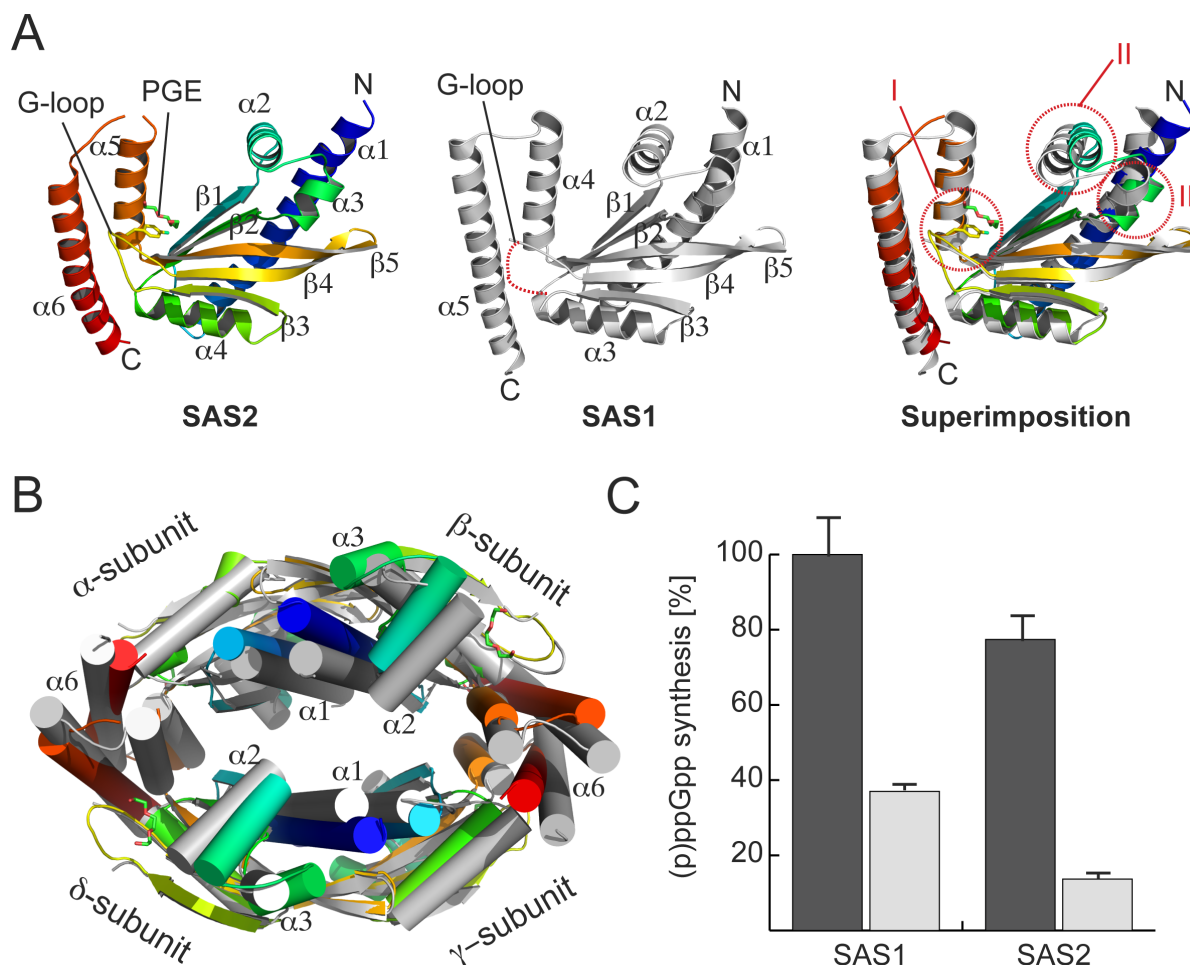 A
G-loop
PGE
α5
α2
N
α1
α3
β1
β2
β5
β4
α6
β3
α4
C
SAS2
G-loop
α2
N
α1
α4
β1
β2
β5
β4
α5
β3
α3
C
SAS1
I
II
N
C
Superimposition
B
α-subunit
α3
β-subunit
α6
α1
α2
α2
α1
α6
δ-subunit
α3
γ-subunit
C
(p)ppGpp synthesis [%]
100
80
60
40
20
SAS1
SAS2